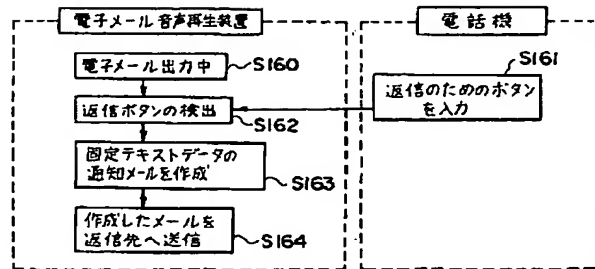 電子メール音声再生装置
電話機
電子メール出力中
S160
S161
返信のためのボタン
を入力
返信ボタンの検出
S162
固定テキストデータの
通知メールを作成
S163
作成したメールを
返信先へ送信
S164